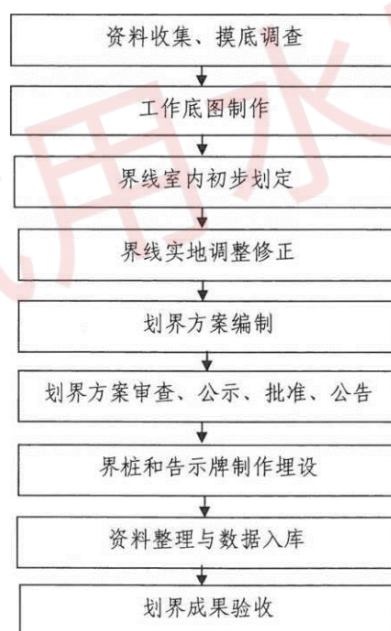 资料收集、摸底调查
工作底图制作
界线室内初步划定
界线实地调整修正
划界方案编制
划界方案审查、公示、批准、公告
界桩和告示牌制作埋设
资料整理与数据入库
划界成果验收
用水